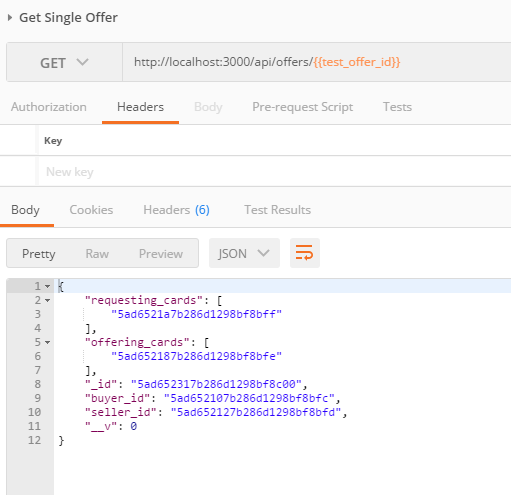 Get Single Offer
GET http://localhost:3000/api/offers/{{test_offer_id}}
Authorization Headers Body Pre-request Script Tests
Key
New key
Body Cookies Headers (6) Test Results
Pretty Raw Preview JSON
1 {
2 "requesting_cards": [
3 "5ad6521a7b286d1298bf8bff"
4 ],
5 "offering_cards": [
6 "5ad652187b286d1298bf8bfe"
7 ],
8 "_id": "5ad652317b286d1298bf8c00",
9 "buyer_id": "5ad652107b286d1298bf8bfc",
10 "seller_id": "5ad652127b286d1298bf8bfd",
11 "__v": 0
12 }